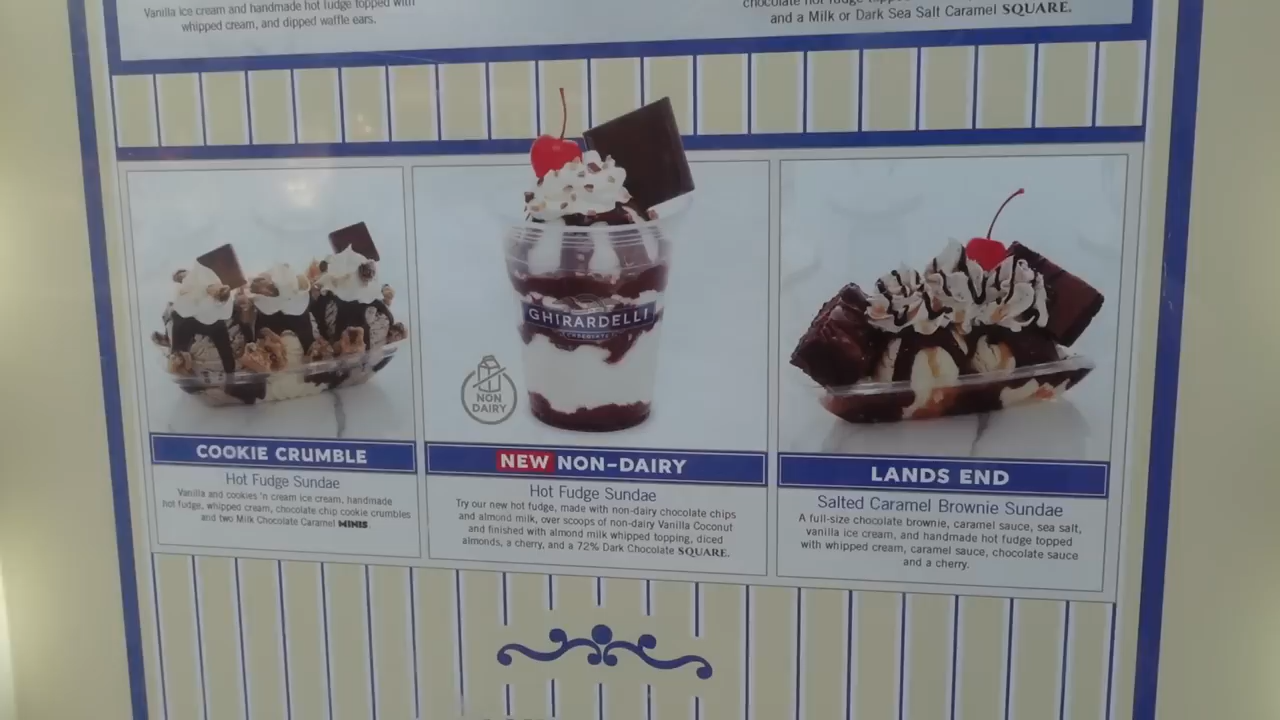 Vanilla ice cream and handmade hot fudge topped with
whipped cream, and dipped waffle ears.
chocolate hot fudge
and a Milk or Dark Sea Salt Caramel SQUARE.
GHIRARDELLI
CHOCOLATE
NON
DAIRY
COOKIE CRUMBLE
Hot Fudge Sundae
Vanilla and cookies 'n cream ice cream, handmade
hot fudge, whipped cream, chocolate chip cookie crumbles
and two Milk Chocolate Caramel MINIS.
NEW NON-DAIRY
Hot Fudge Sundae
Try our new hot fudge, made with non-dairy chocolate chips
and almond milk, over scoops of non-dairy Vanilla Coconut
and finished with almond milk whipped topping, diced
almonds, a cherry, and a 72% Dark Chocolate SQUARE.
LANDS END
Salted Caramel Brownie Sundae
A full-size chocolate brownie, caramel sauce, sea salt,
vanilla ice cream, and handmade hot fudge topped
with whipped cream, caramel sauce, chocolate sauce
and a cherry.